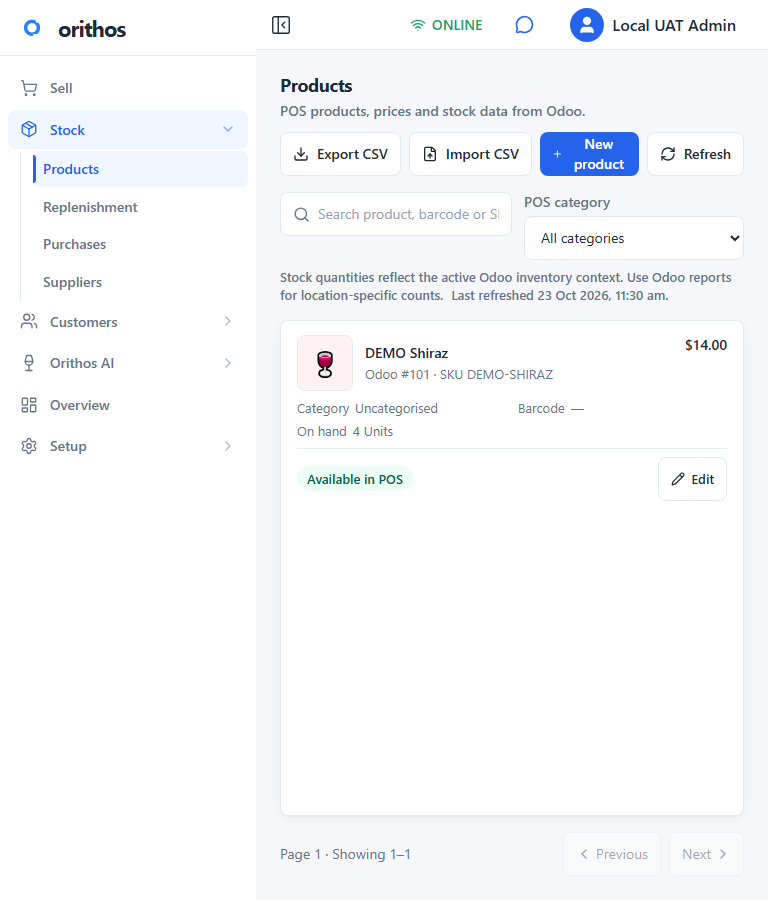 orithos
ONLINE
Local UAT Admin
Sell
Stock
Products
Replenishment
Purchases
Suppliers
Customers
Orithos AI
Overview
Setup
Products
POS products, prices and stock data from Odoo.
Export CSV
Import CSV
New
product
Refresh
Search product, barcode or S
POS category
All categories
Stock quantities reflect the active Odoo inventory context. Use Odoo reports
for location-specific counts. Last refreshed 23 Oct 2026, 11:30 am.
DEMO Shiraz
$14.00
Odoo #101 · SKU DEMO-SHIRAZ
Category Uncategorised
Barcode —
On hand 4 Units
Available in POS
Edit
Page 1 · Showing 1–1
Previous
Next